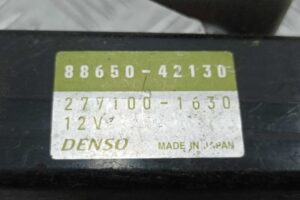 88650-42130
277100-1630
12V
DENSO MADE IN JAPAN